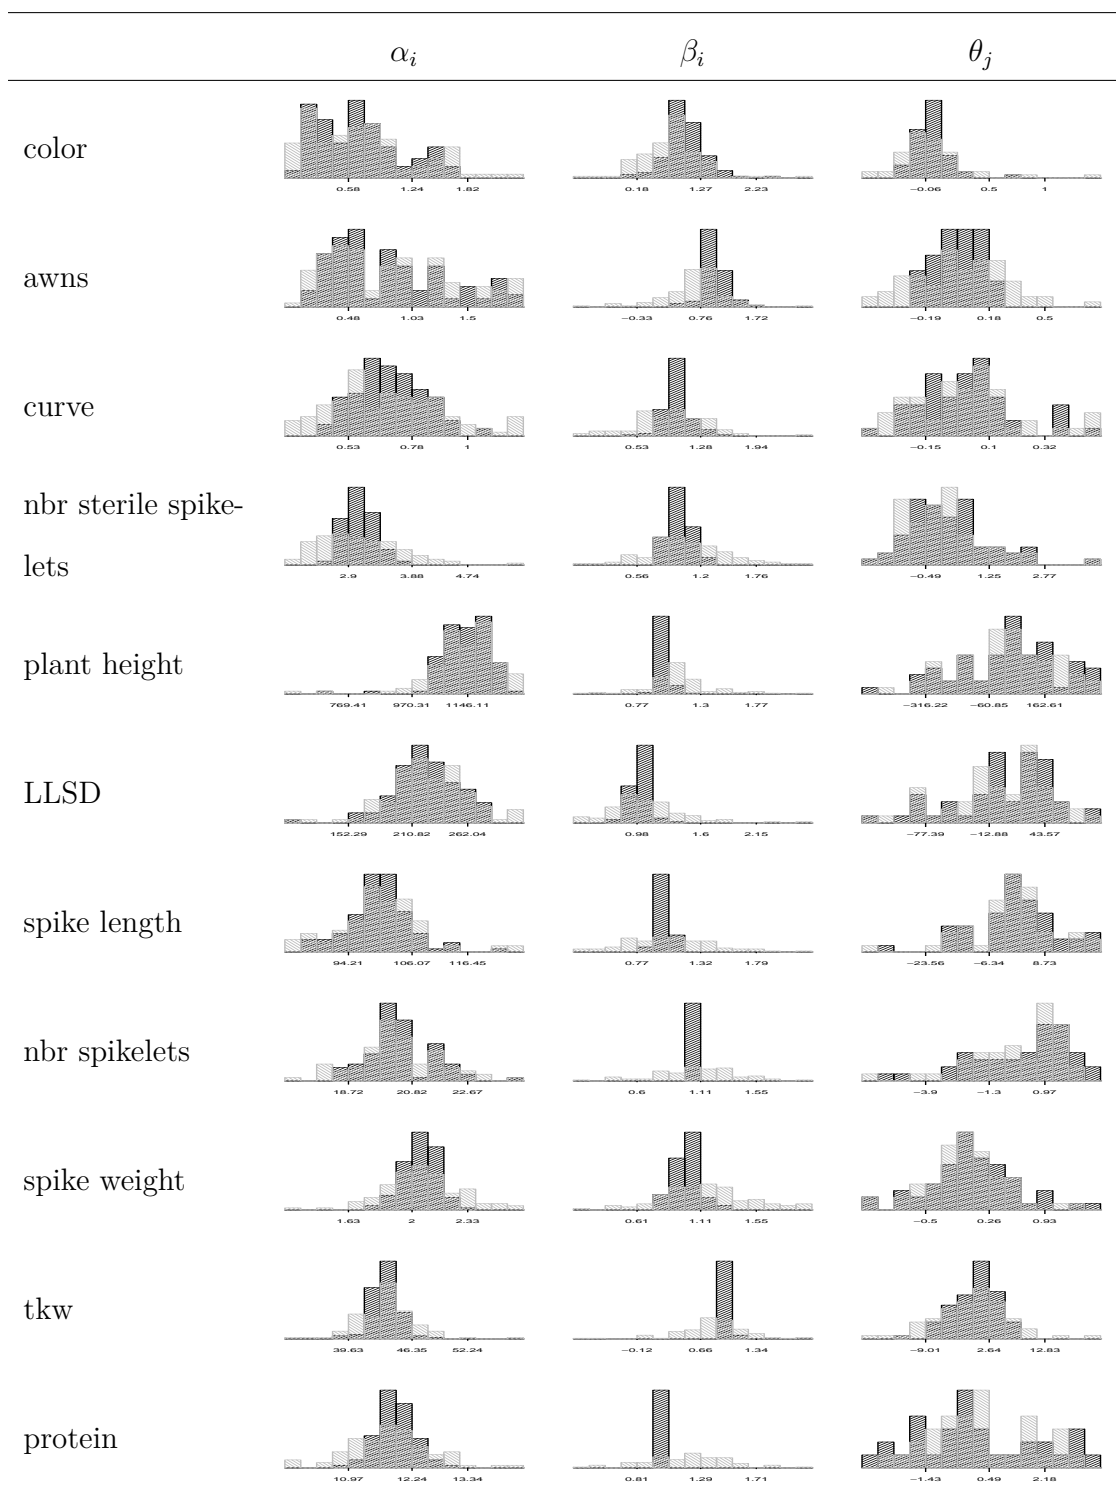 αi βi θj
color
0.58 1.24 1.82 0.18 1.27 2.23 −0.06 0.5 1
awns
0.48 1.03 1.5 −0.33 0.76 1.72 −0.19 0.18 0.5
curve
0.53 0.78 1 0.53 1.28 1.94 −0.15 0.1 0.32
nbr sterile spike-
lets
2.9 3.88 4.74 0.56 1.2 1.76 −0.49 1.25 2.77
plant height
769.41 970.31 1146.11 0.77 1.3 1.77 −316.22 −60.85 162.61
LLSD
152.29 210.82 262.04 0.98 1.6 2.15 −77.39 −12.88 43.57
spike length
94.21 106.07 116.45 0.77 1.32 1.79 −23.56 −6.34 8.73
nbr spikelets
18.72 20.82 22.67 0.6 1.11 1.55 −3.9 −1.3 0.97
spike weight
1.63 2 2.33 0.61 1.11 1.55 −0.5 0.26 0.93
tkw
39.63 46.35 52.24 −0.12 0.66 1.34 −9.01 2.64 12.83
protein
10.97 12.24 13.34 0.81 1.29 1.71 −1.43 0.49 2.18